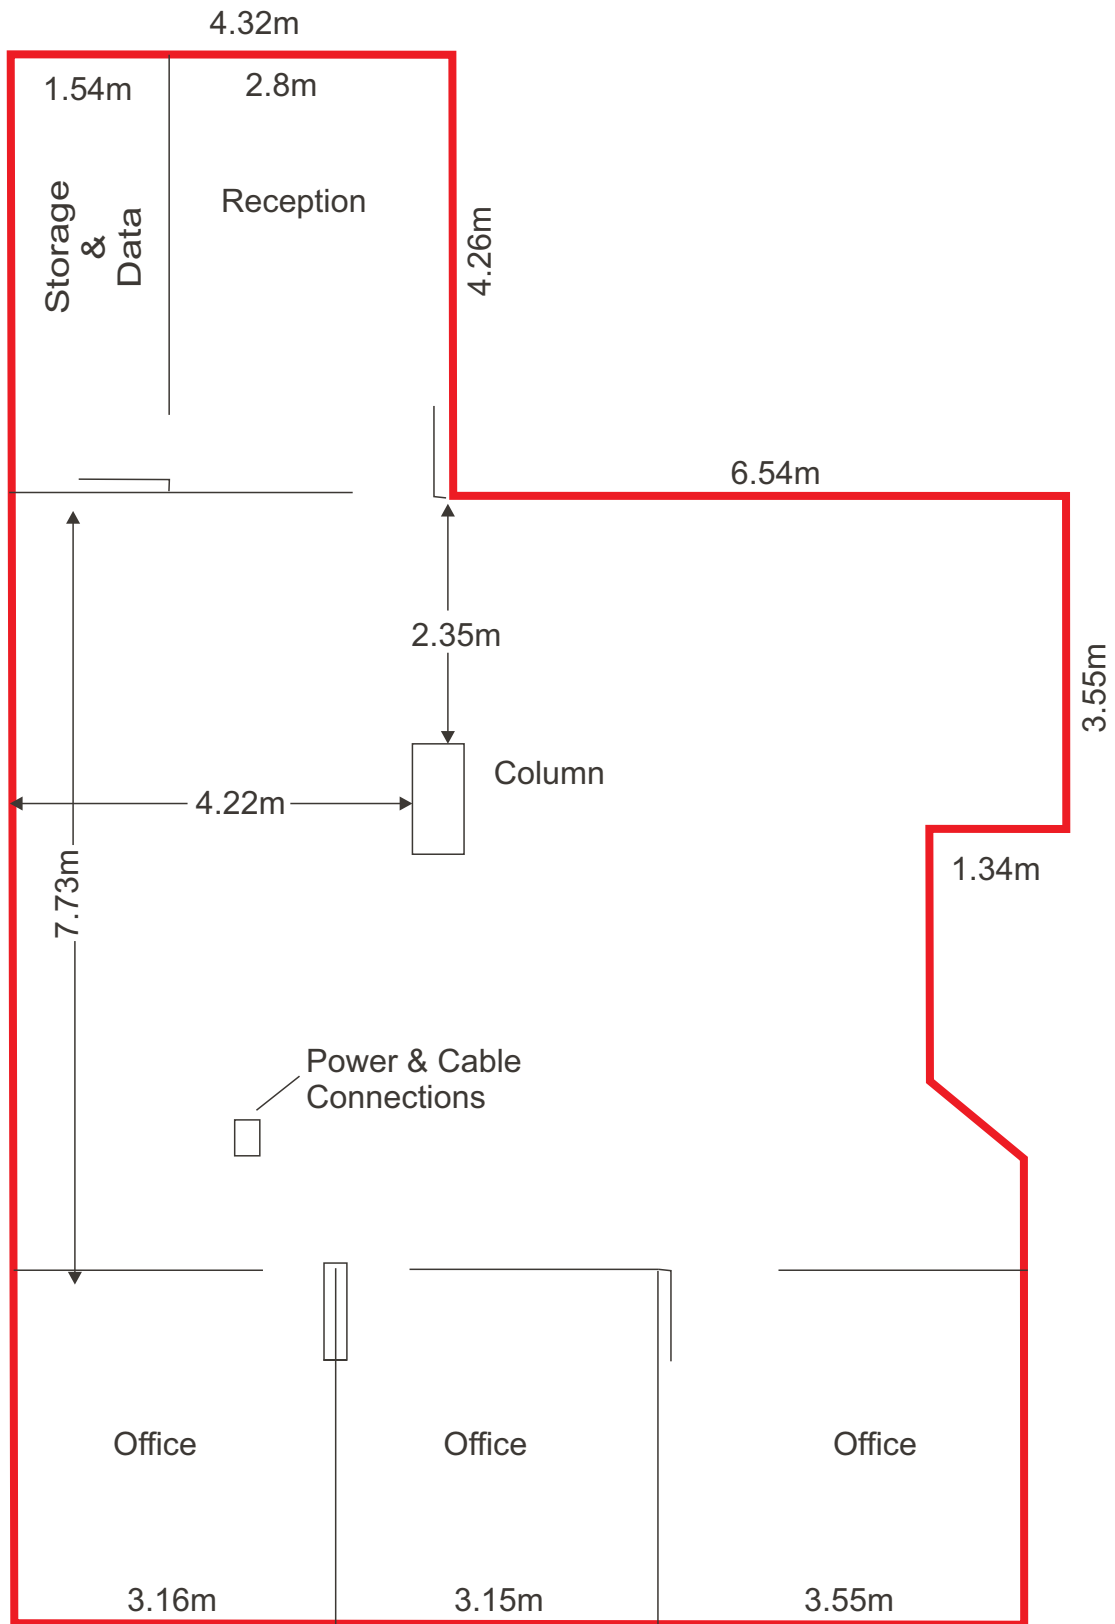 4.32m
1.54m
2.8m
Storage
&
Data
Reception
4.26m
6.54m
2.35m
3.55m
Column
4.22m
1.34m
7.73m
Power & Cable
Connections
Office
Office
Office
3.16m
3.15m
3.55m